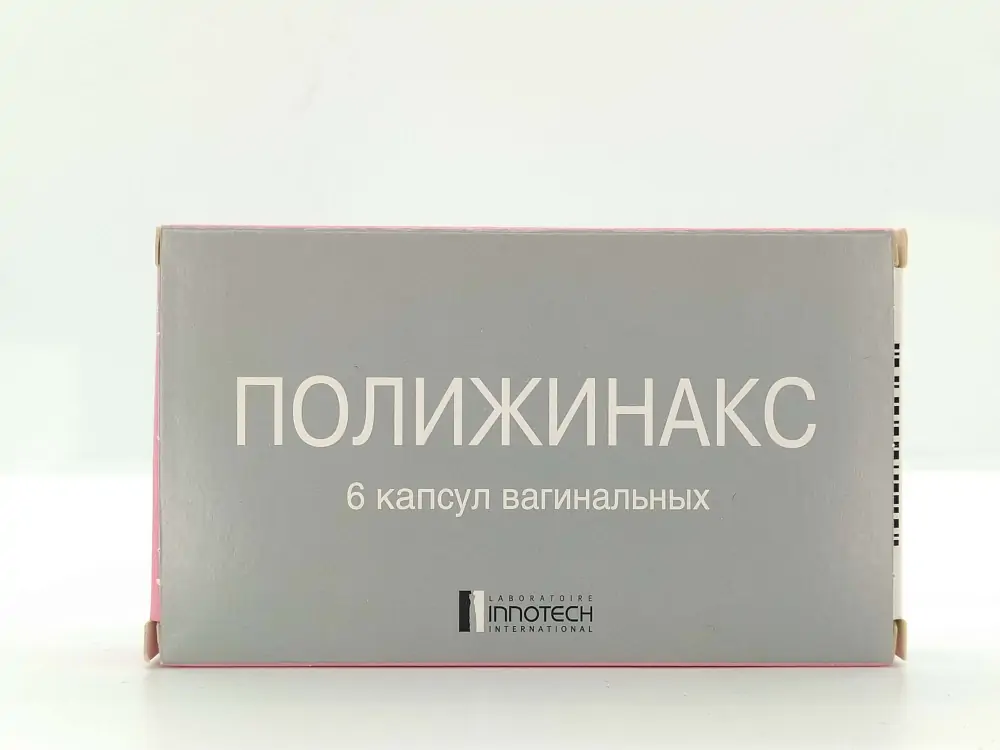 ПОЛИЖИНАКС
6 капсул вагинальных
LABORATOIRE
INNOTECH
INTERNATIONAL